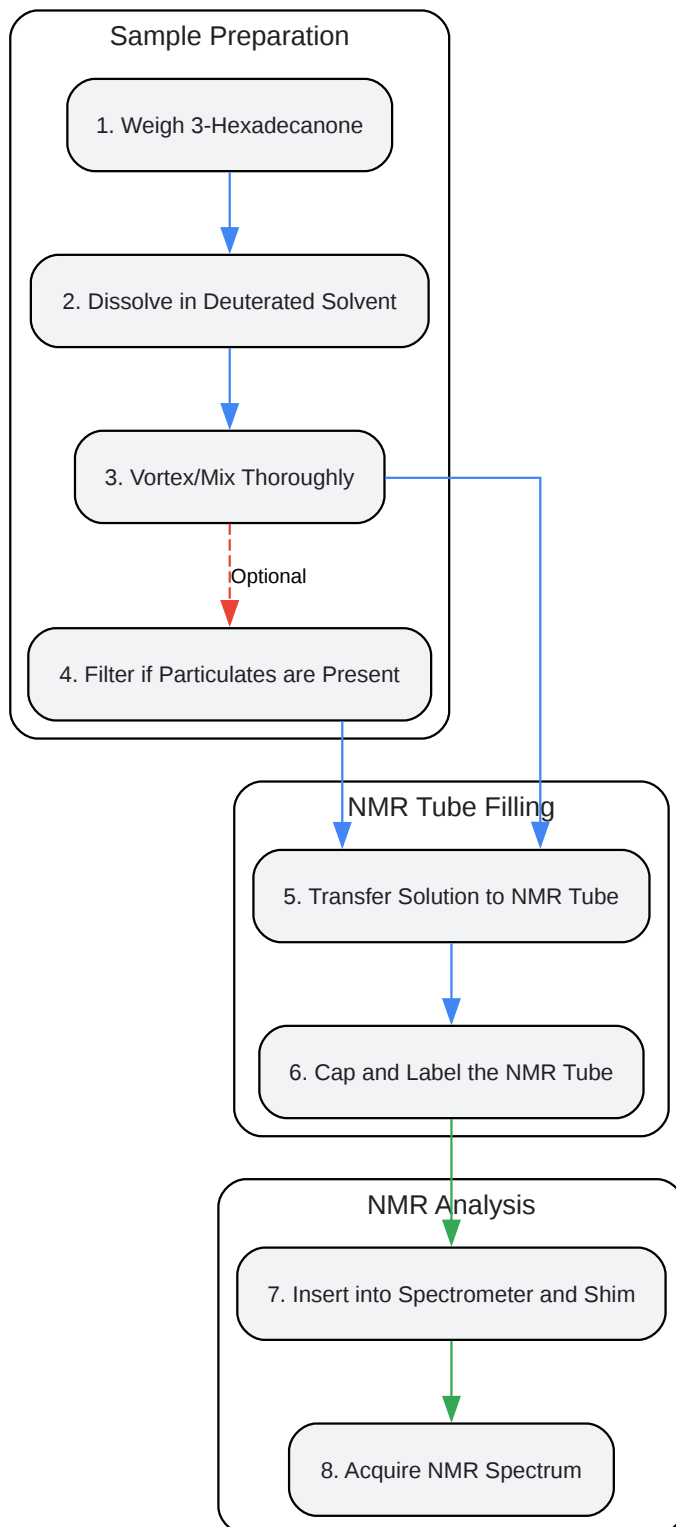 Sample Preparation
1. Weigh 3-Hexadecanone
2. Dissolve in Deuterated Solvent
3. Vortex/Mix Thoroughly
Optional
4. Filter if Particulates are Present
NMR Tube Filling
5. Transfer Solution to NMR Tube
6. Cap and Label the NMR Tube
NMR Analysis
7. Insert into Spectrometer and Shim
8. Acquire NMR Spectrum